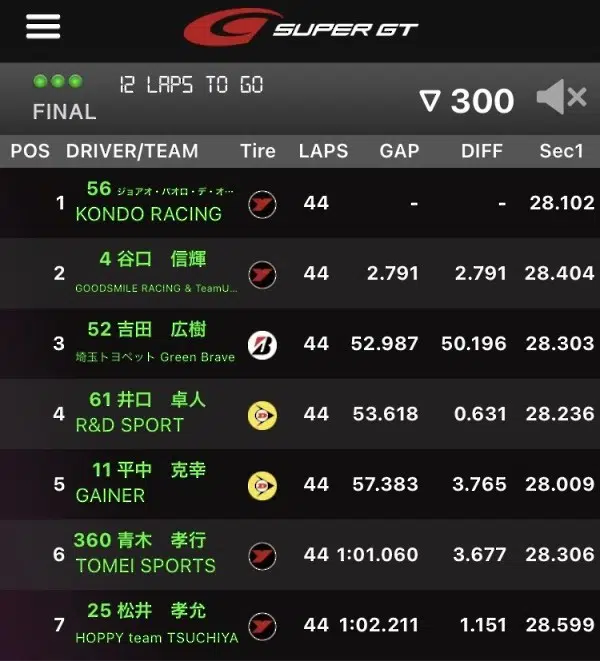 SUPER GT
12 LAPS TO GO
FINAL
▽ 300
POS DRIVER/TEAM Tire LAPS GAP DIFF Sec1
1 56 ジョアオ・パオロ・デ・オ… 44 - - 28.102
KONDO RACING
2 4 谷口 信輝 44 2.791 2.791 28.404
GOODSMILE RACING & TeamU...
3 52 吉田 広樹 44 52.987 50.196 28.303
埼玉トヨペット Green Brave
4 61 井口 卓人 44 53.618 0.631 28.236
R&D SPORT
5 11 平中 克幸 44 57.383 3.765 28.009
GAINER
6 360 青木 孝行 44 1:01.060 3.677 28.306
TOMEI SPORTS
7 25 松井 孝允 44 1:02.211 1.151 28.599
HOPPY team TSUCHIYA